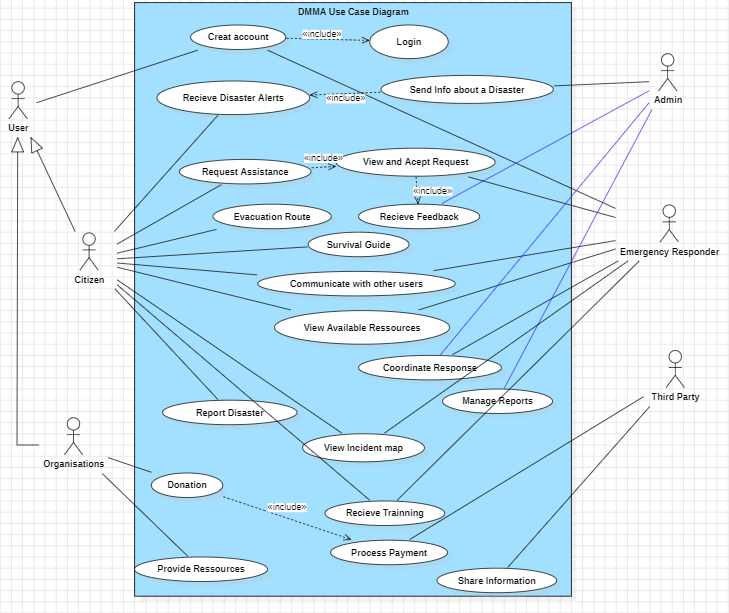 DMMA Use Case Diagram
Creat account
«include»
Login
Recieve Disaster Alerts
«include»
Send Info about a Disaster
Admin
User
Request Assistance
«include»
View and Acept Request
«include»
Evacuation Route
Recieve Feedback
Survival Guide
Emergency Responder
Citizen
Communicate with other users
View Available Ressources
Coordinate Response
Third Party
Manage Reports
Report Disaster
View Incident map
Organisations
Donation
«include»
Recieve Trainning
Process Payment
Provide Ressources
Share Information